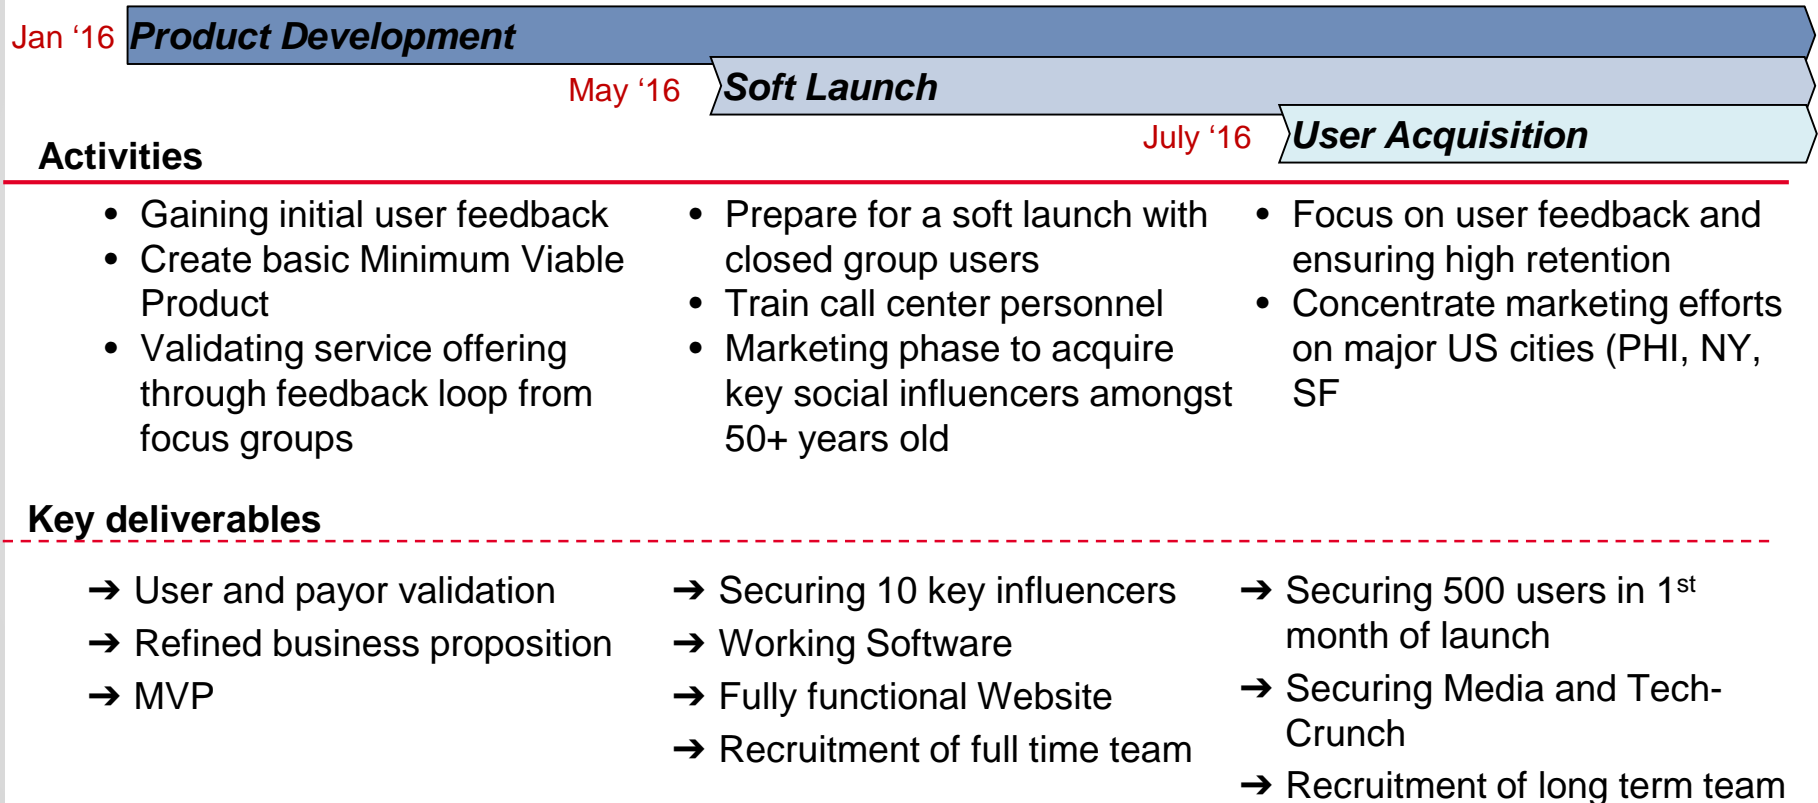 Jan ‘16 Product Development
May ‘16 Soft Launch
July ‘16 User Acquisition
Activities
• Gaining initial user feedback
• Create basic Minimum Viable
Product
• Validating service offering
through feedback loop from
focus groups
• Prepare for a soft launch with
closed group users
• Train call center personnel
• Marketing phase to acquire
key social influencers amongst
50+ years old
• Focus on user feedback and
ensuring high retention
• Concentrate marketing efforts
on major US cities (PHI, NY,
SF
Key deliverables
➔ User and payor validation
➔ Refined business proposition
➔ MVP
➔ Securing 10 key influencers
➔ Working Software
➔ Fully functional Website
➔ Recruitment of full time team
➔ Securing 500 users in 1st
month of launch
➔ Securing Media and Tech-
Crunch
➔ Recruitment of long term team